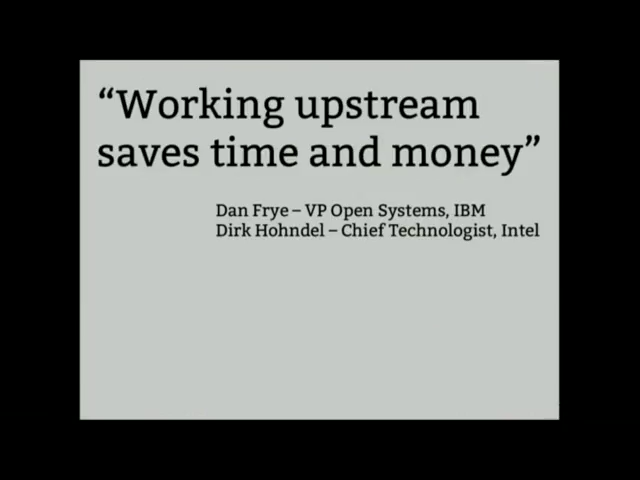 “Working upstream
saves time and money”
Dan Frye – VP Open Systems, IBM
Dirk Hohndel – Chief Technologist, Intel